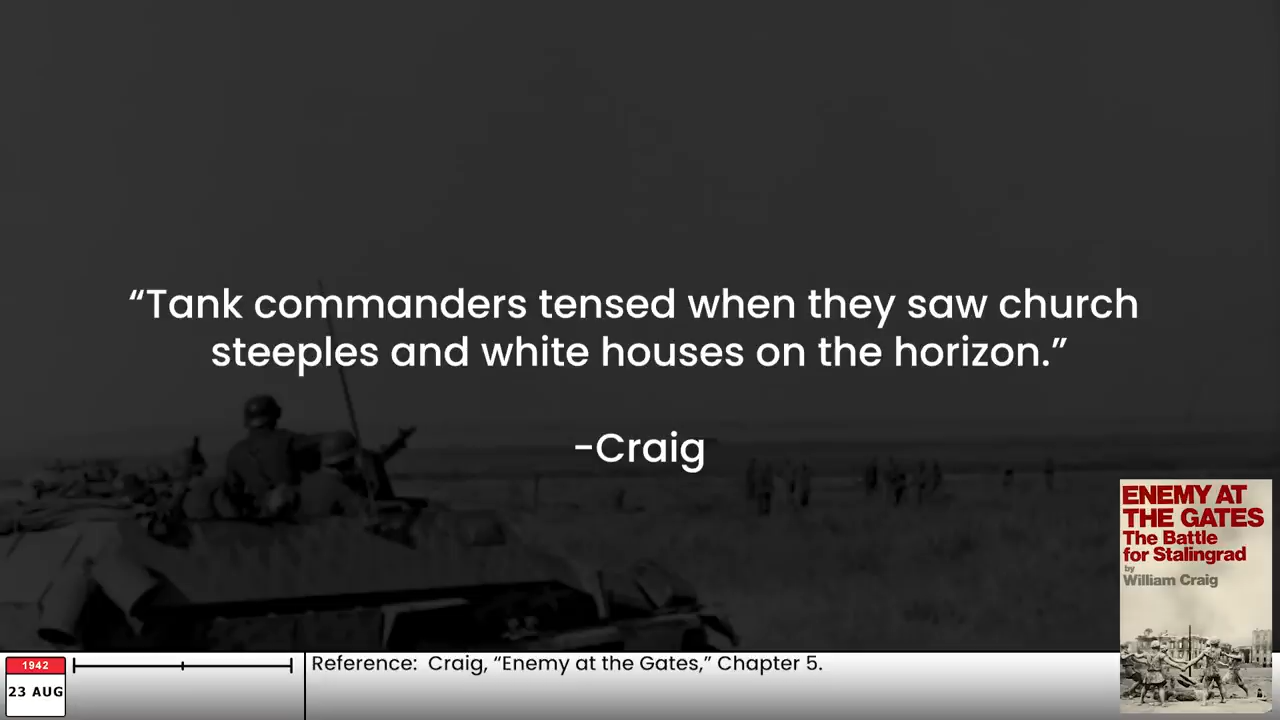 “Tank commanders tensed when they saw church
steeples and white houses on the horizon.”
-Craig
ENEMY AT
THE GATES
The Battle
for Stalingrad
by
William Craig
1942
23 AUG
Reference:  Craig, “Enemy at the Gates,” Chapter 5.